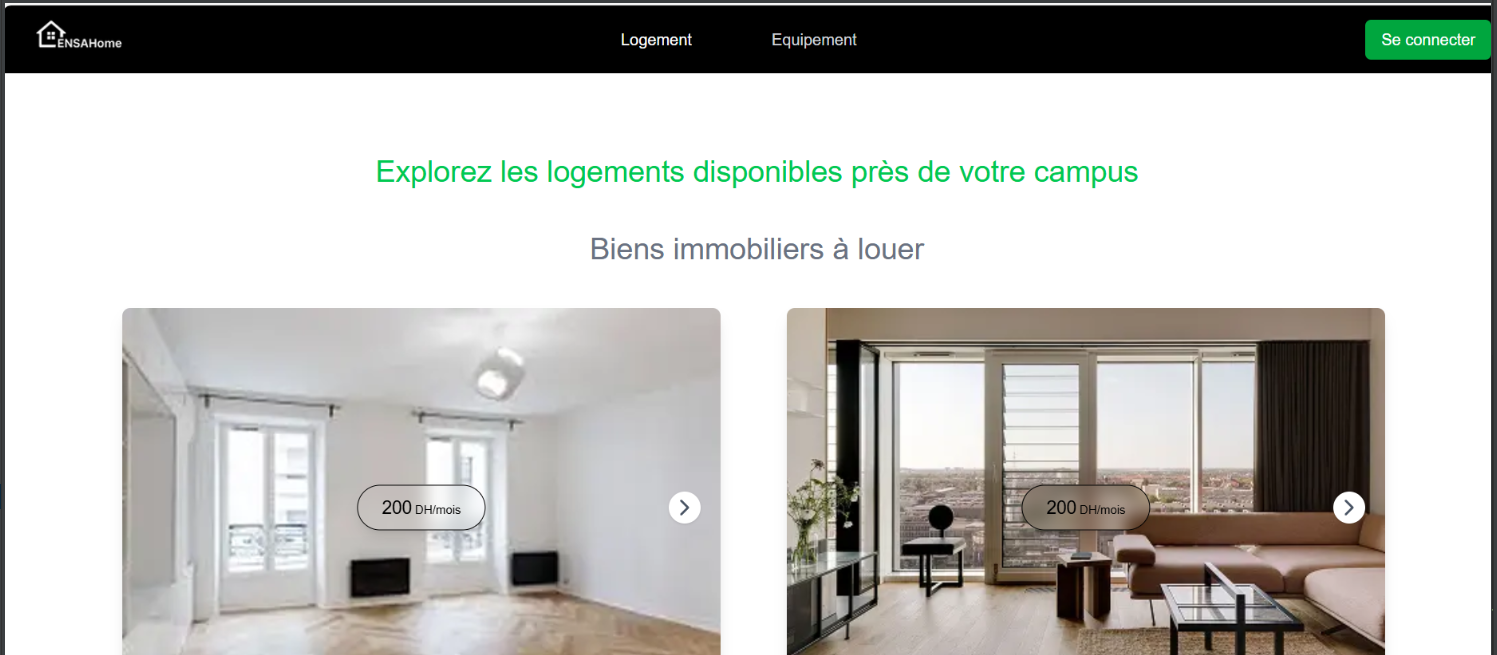 ENSAHome
Logement
Equipement
Se connecter
Explorez les logements disponibles près de votre campus
Biens immobiliers à louer
200 DH/mois
200 DH/mois